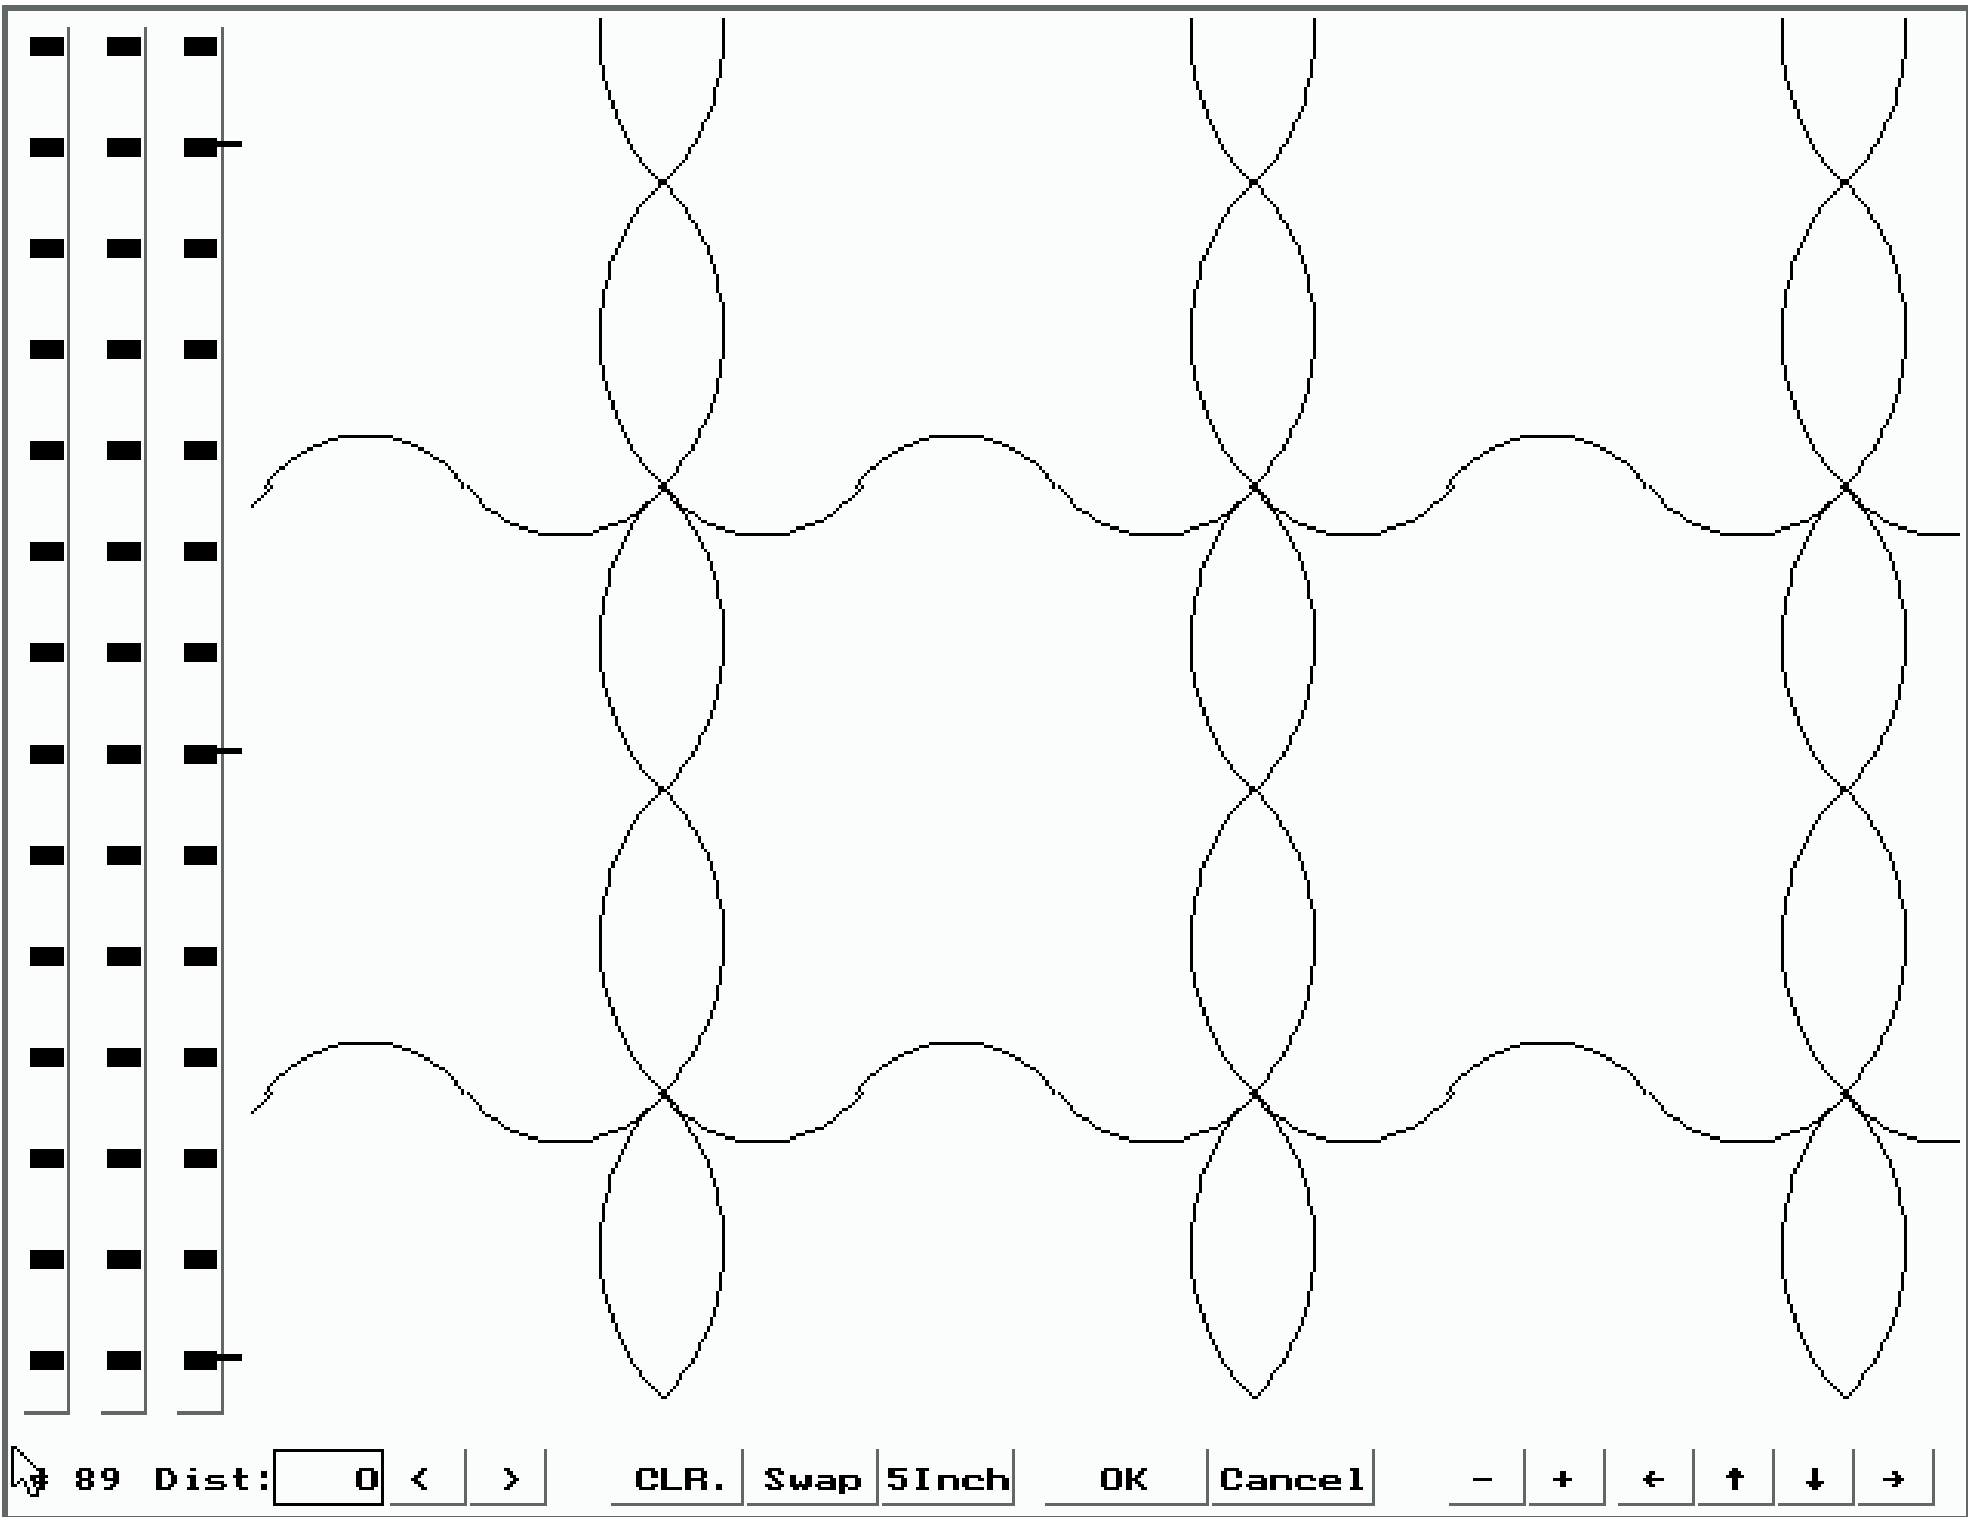 # 89 Dist: 0 < > CLR. Swap 5Inch OK Cancel - + ← ↑ ↓ →